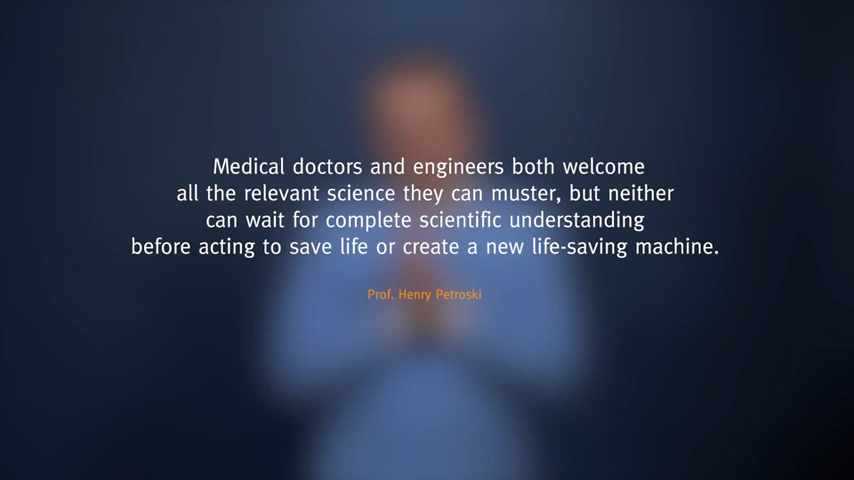 Medical doctors and engineers both welcome
all the relevant science they can muster, but neither
can wait for complete scientific understanding
before acting to save life or create a new life-saving machine.
Prof. Henry Petroski